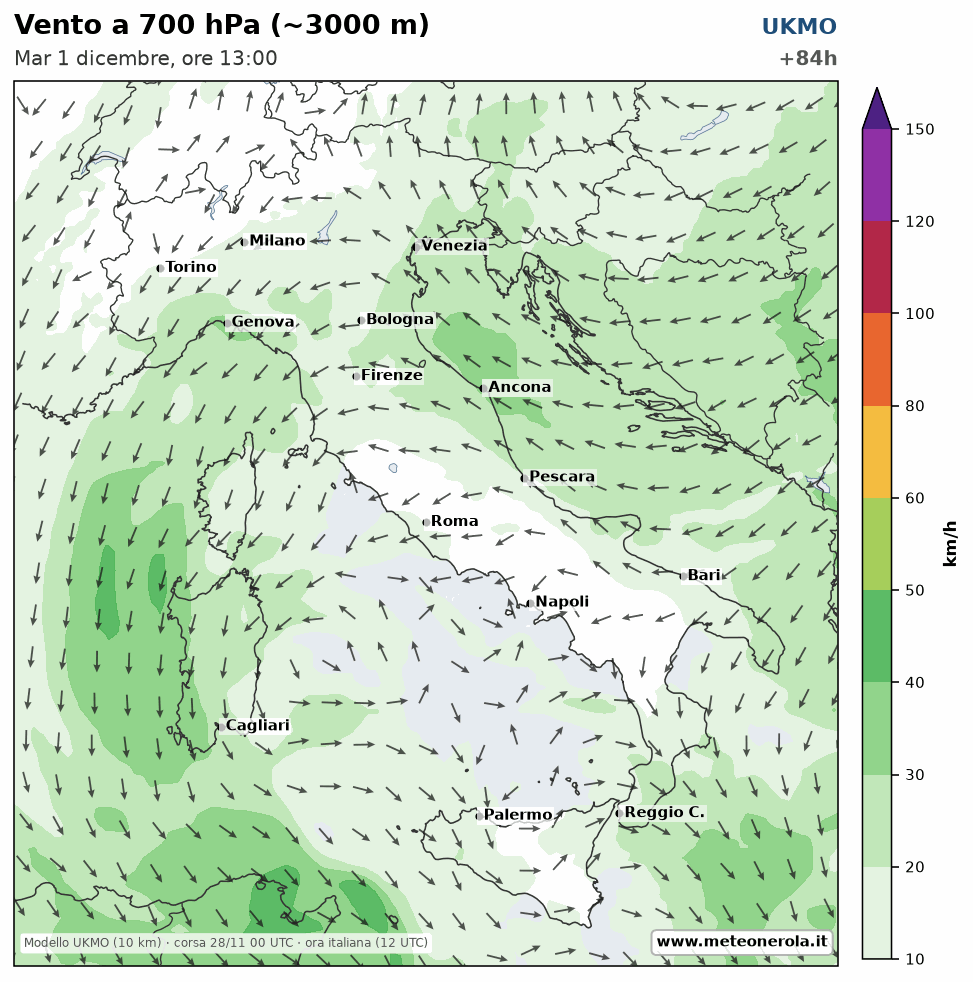 Vento a 700 hPa (~3000 m)
UKMO
Mar 1 dicembre, ore 13:00
+84h
Milano
Venezia
Torino
Genova
Bologna
Firenze
Ancona
Pescara
Roma
Bari
Napoli
Cagliari
Palermo
Reggio C.
150
120
100
80
60
50
40
30
20
10
km/h
Modello UKMO (10 km) · corsa 28/11 00 UTC · ora italiana (12 UTC)
www.meteonerola.it